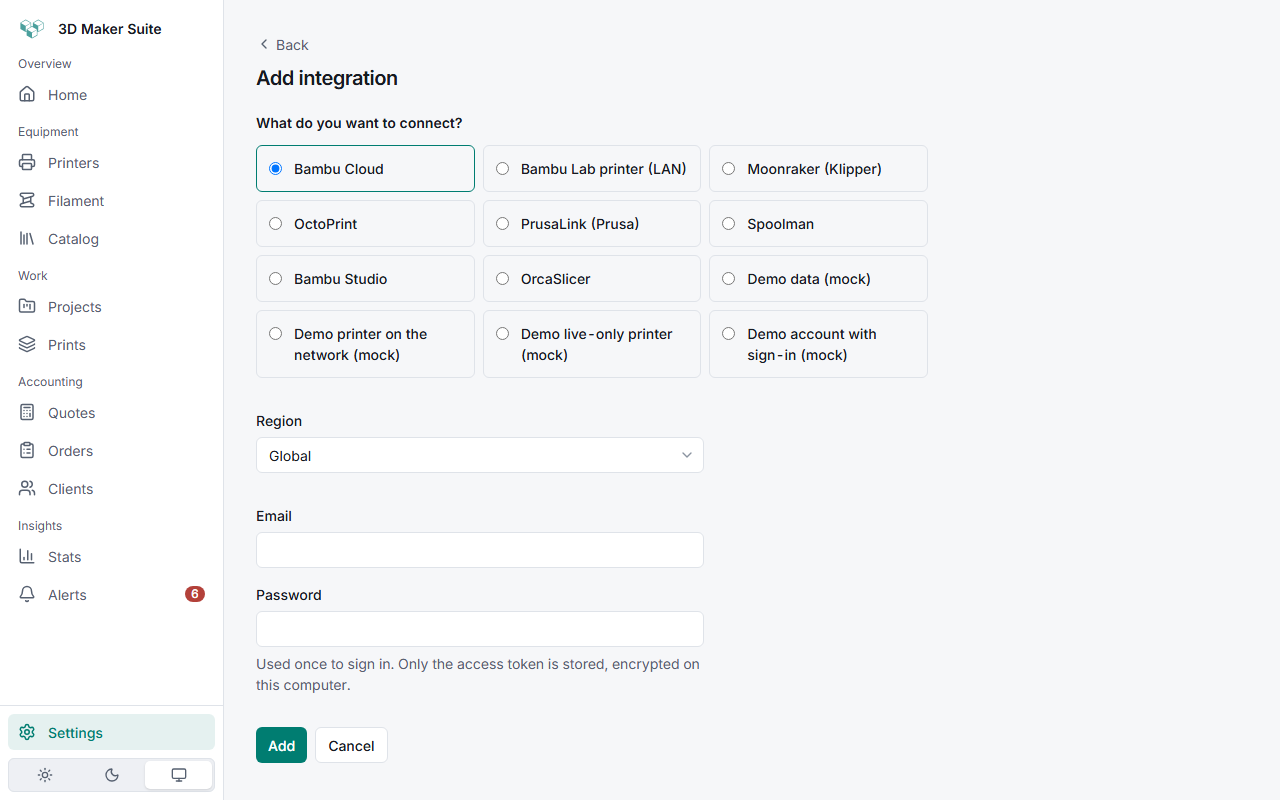 3D Maker Suite
Overview
Home
Equipment
Printers
Filament
Catalog
Work
Projects
Prints
Accounting
Quotes
Orders
Clients
Insights
Stats
Alerts 6
Settings
Back
Add integration
What do you want to connect?
Bambu Cloud
Bambu Lab printer (LAN)
Moonraker (Klipper)
OctoPrint
PrusaLink (Prusa)
Spoolman
Bambu Studio
OrcaSlicer
Demo data (mock)
Demo printer on the
network (mock)
Demo live-only printer
(mock)
Demo account with
sign-in (mock)
Region
Global
Email
Password
Used once to sign in. Only the access token is stored, encrypted on
this computer.
Add
Cancel